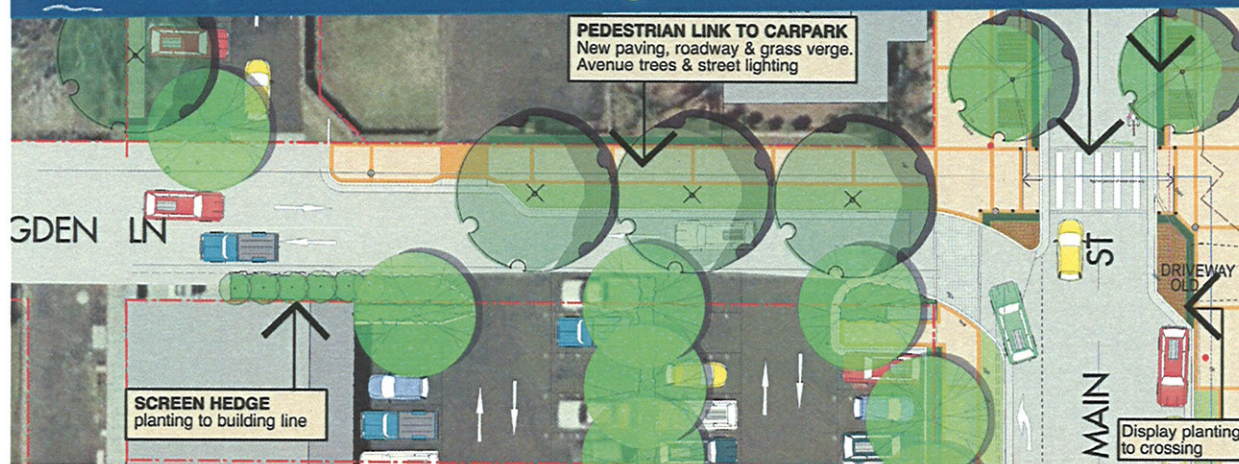 PEDESTRIAN LINK TO CARPARK
New paving, roadway & grass verge.
Avenue trees & street lighting
GDEN LN
MAIN ST
DRIVEWAY
OLD
SCREEN HEDGE
planting to building line
Display planting
to crossing